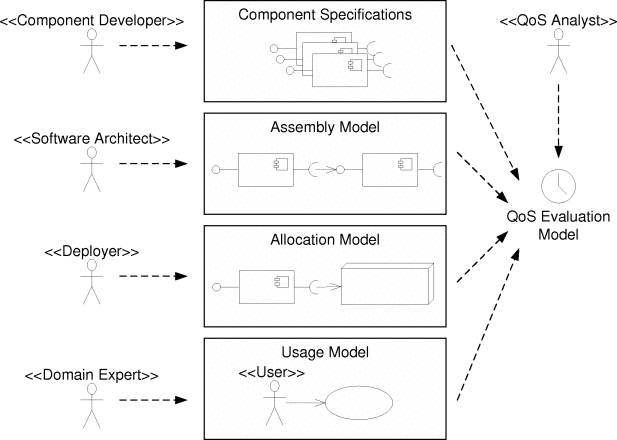 <<Component Developer>>
Component Specifications
<<QoS Analyst>>
<<Software Architect>>
Assembly Model
QoS Evaluation
Model
<<Deployer>>
Allocation Model
<<Domain Expert>>
Usage Model
<<User>>